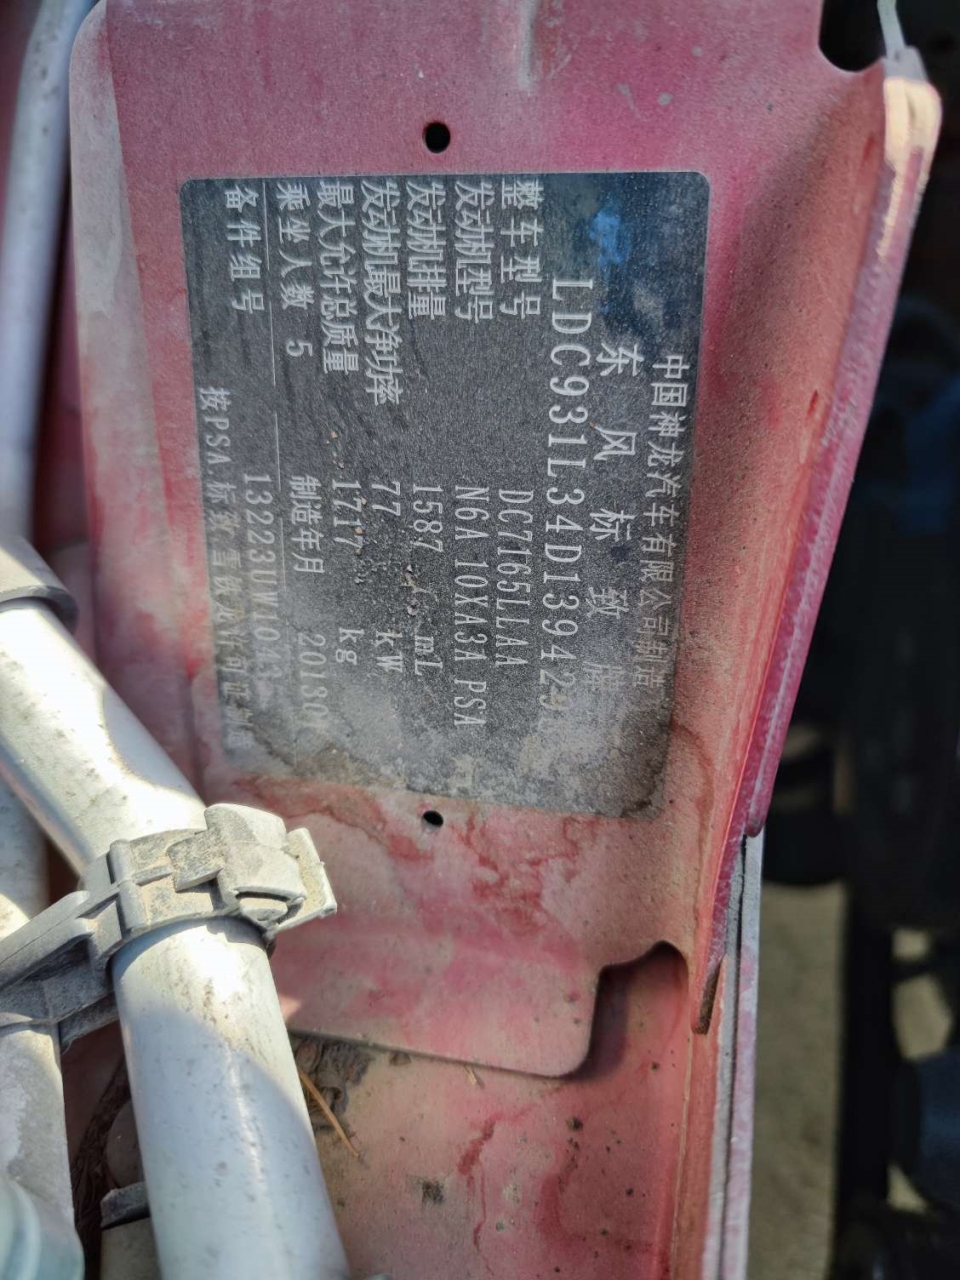 中国神龙汽车有限公司制造
东风标致牌
LDC931L34D139429
整车型号 DC7165LLAA
发动机型号 N6A 10XA3A PSA
发动机排量 1587 mL
发动机最大净功率 77 kW
最大允许总质量 1717 kg
乘坐人数 5 制造年月
备件组号 13223UW1043
按PSA标致雪铁龙许可证制造